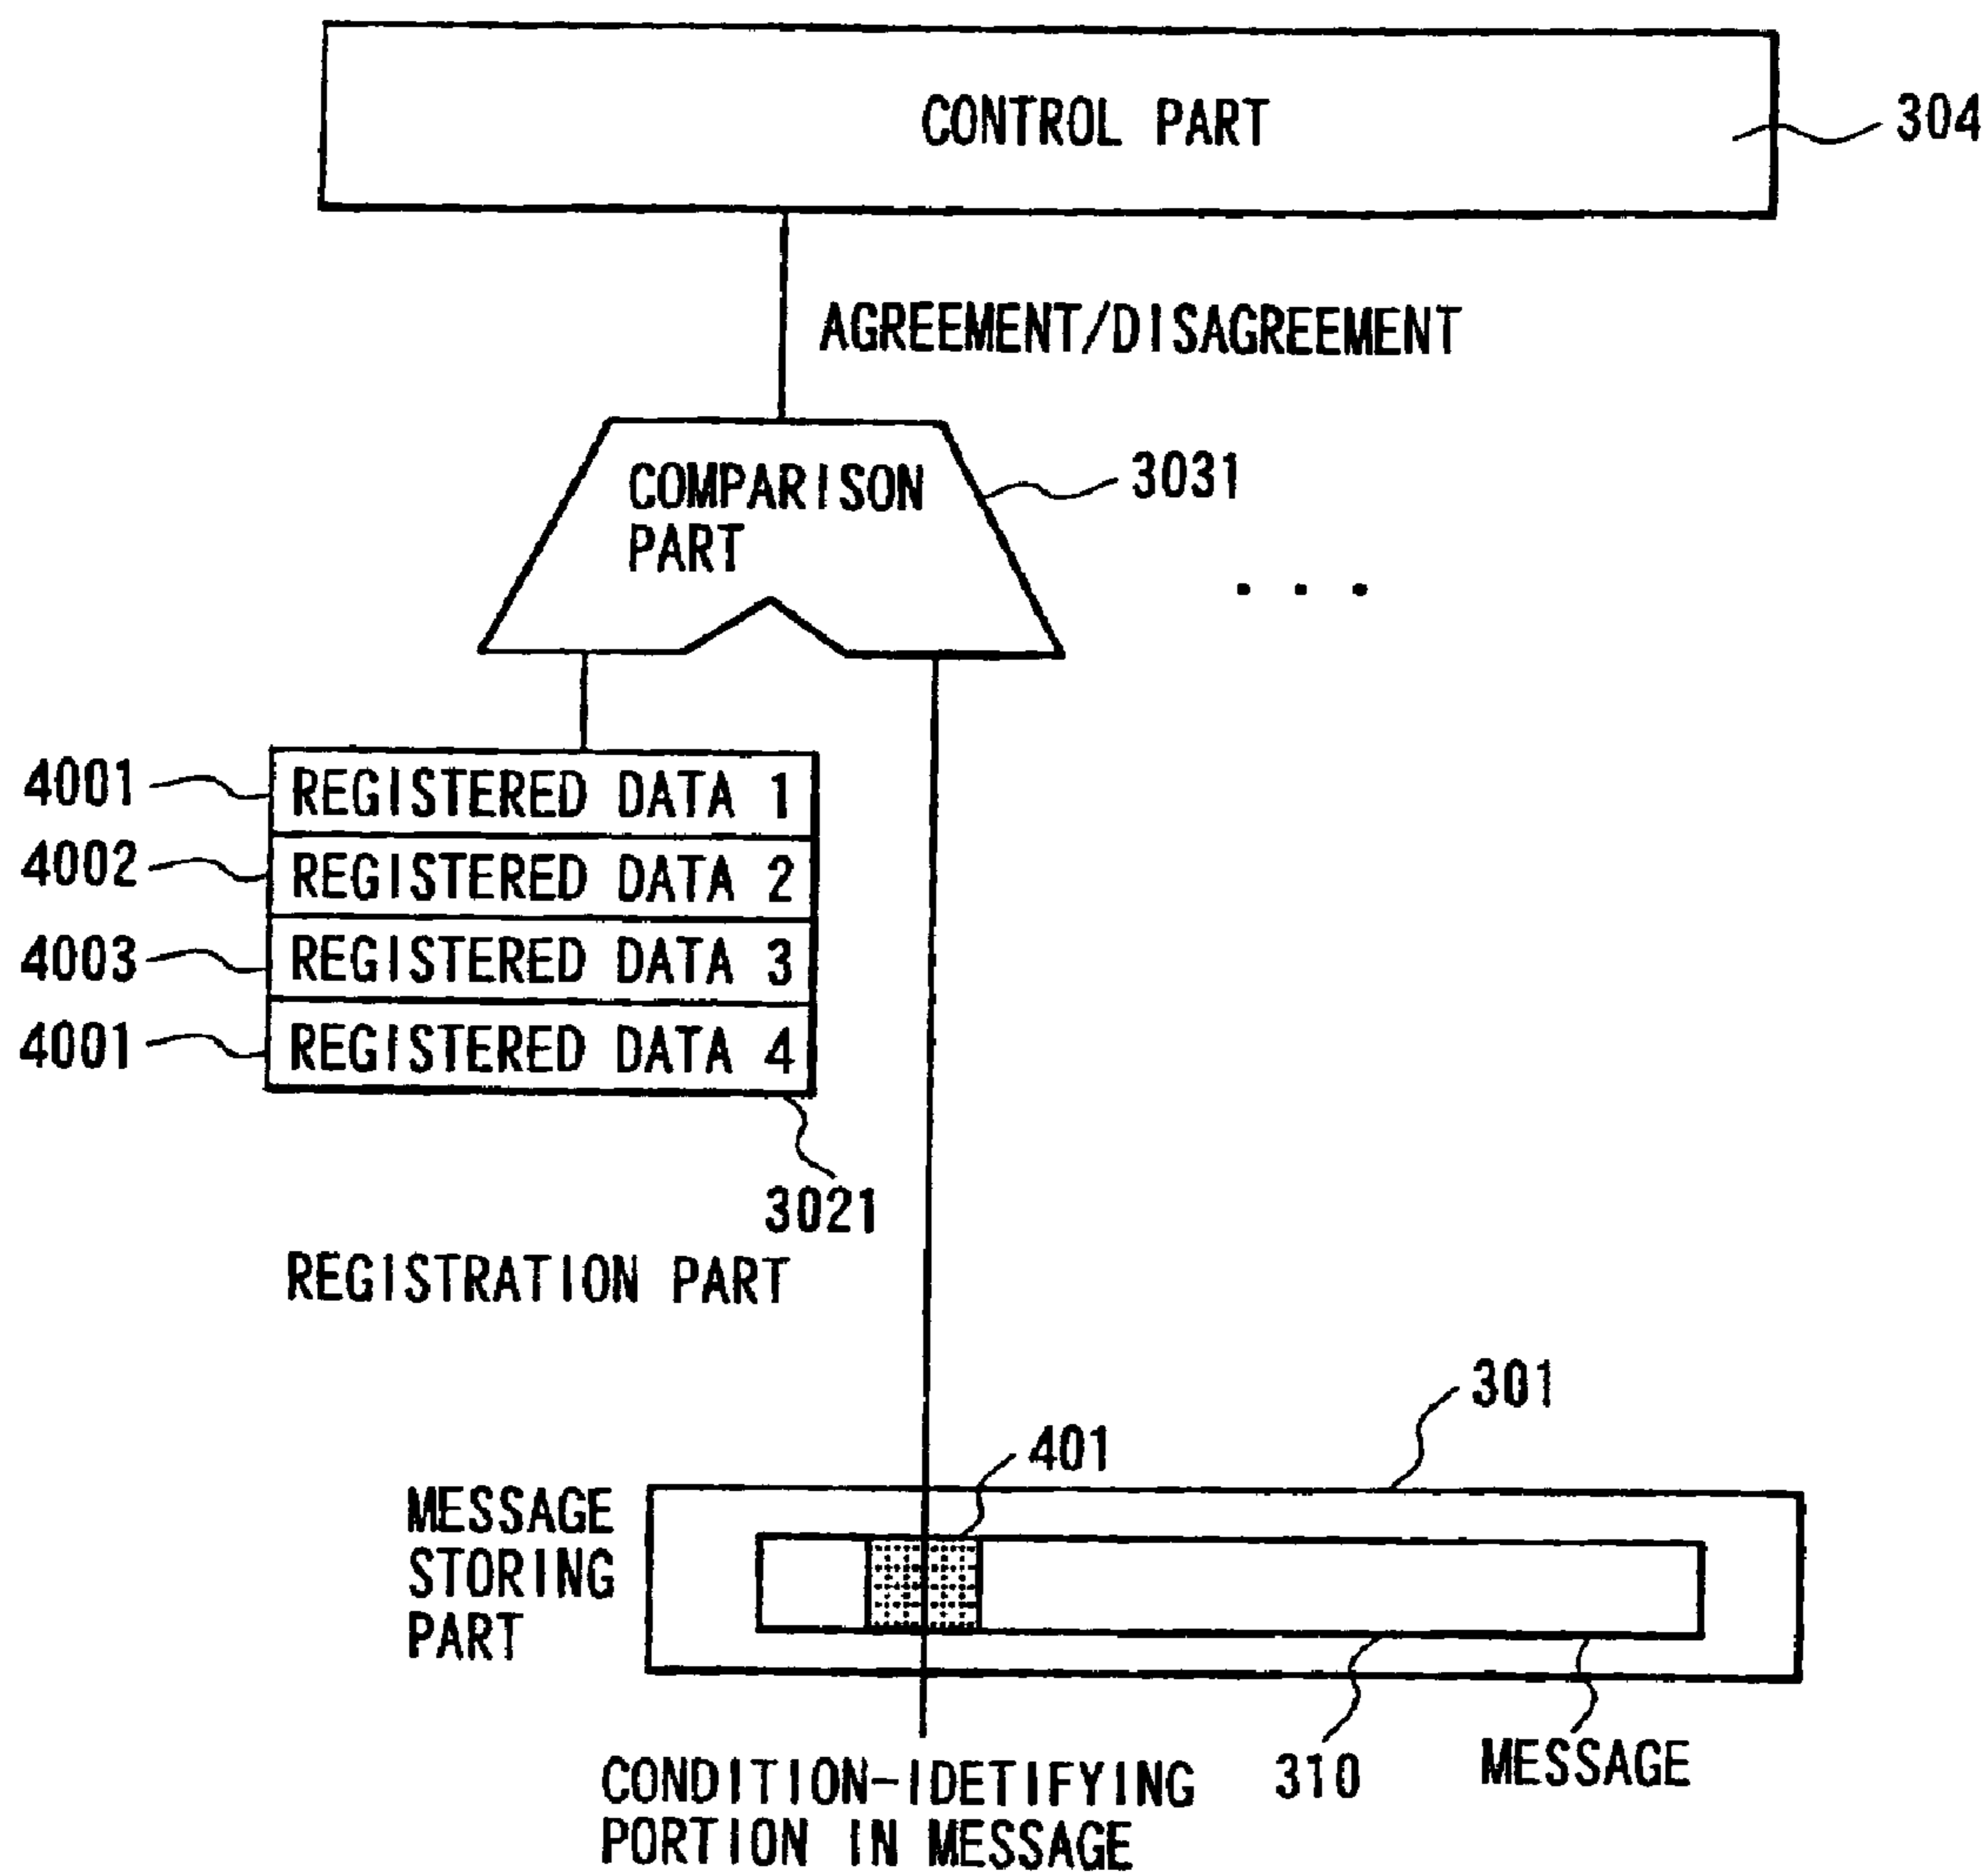 CONTROL PART
304
AGREEMENT/DISAGREEMENT
COMPARISON
PART
3031
. . .
4001
REGISTERED DATA 1
4002
REGISTERED DATA 2
4003
REGISTERED DATA 3
4001
REGISTERED DATA 4
3021
REGISTRATION PART
301
401
MESSAGE
STORING
PART
310
MESSAGE
CONDITION-IDETIFYING
PORTION IN MESSAGE